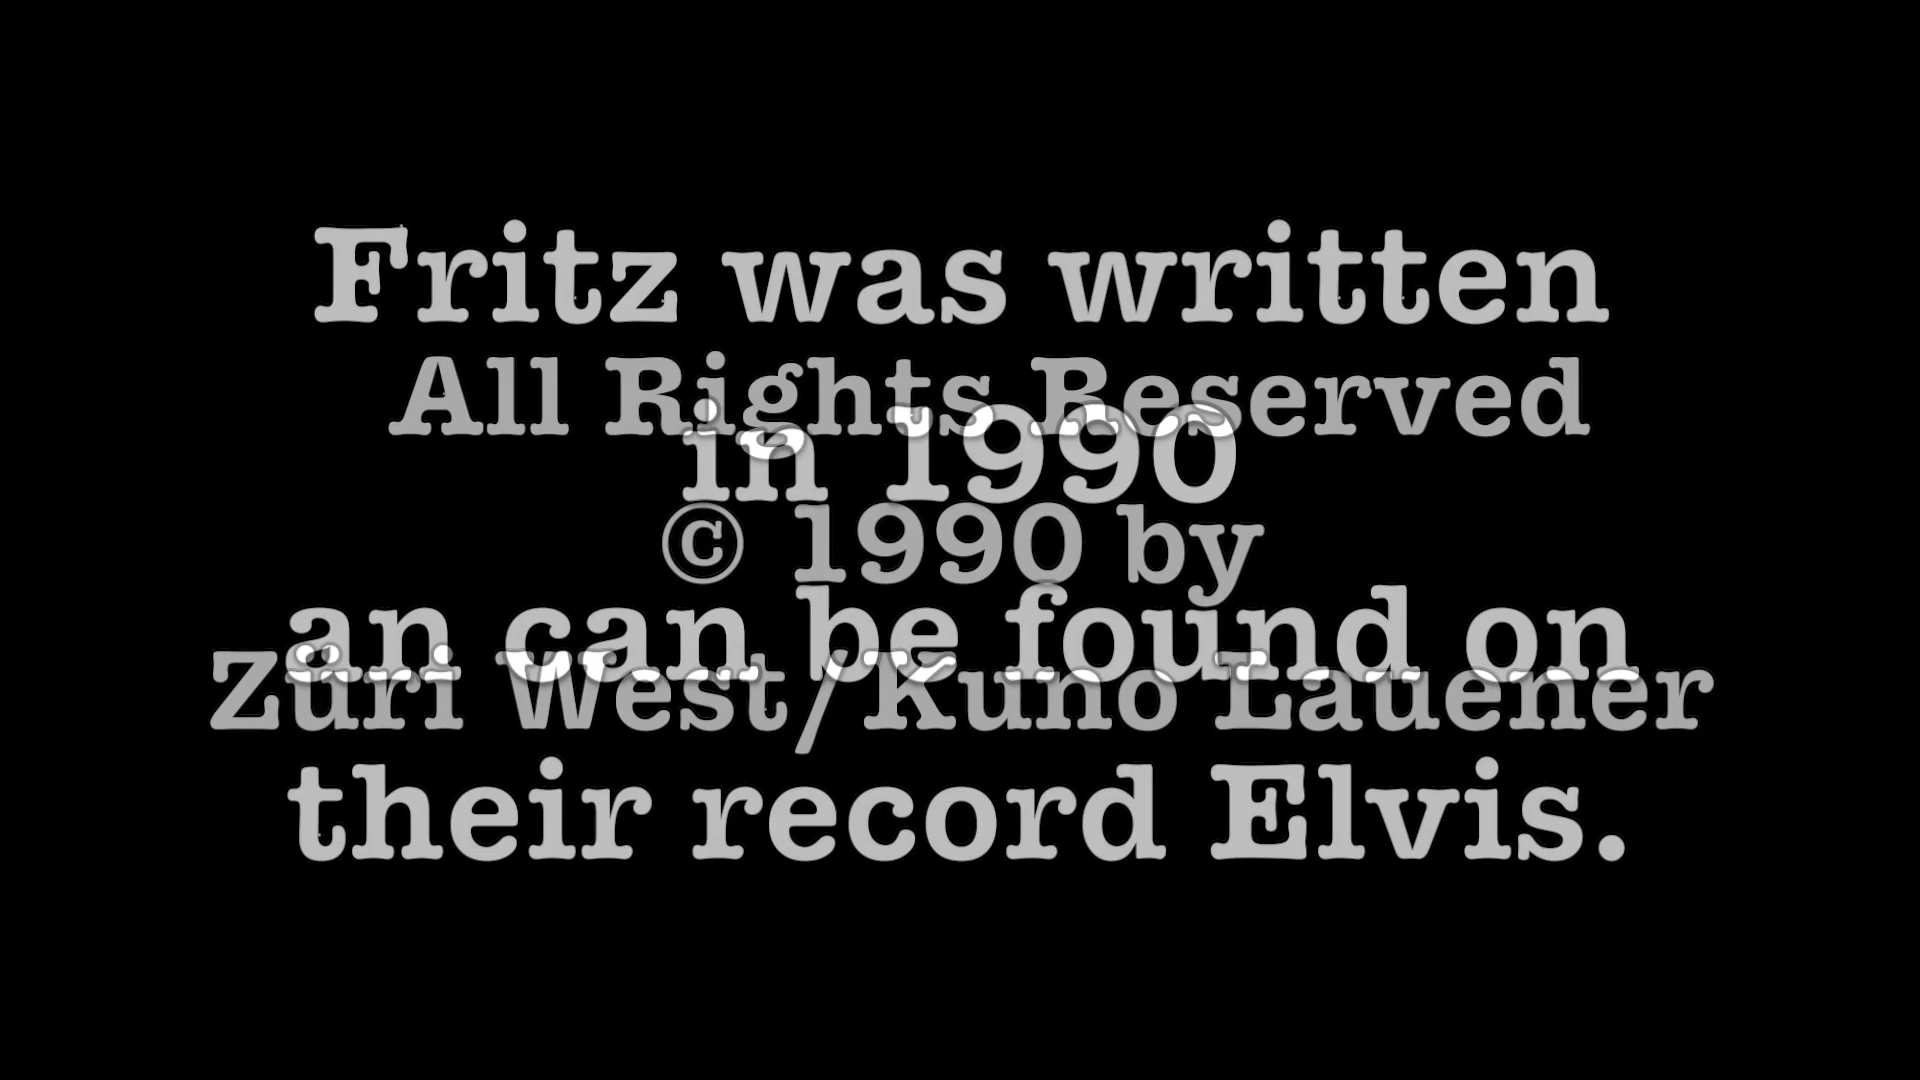 Fritz was written
All Rights Reserved
in 1990
© 1990 by
an can be found on
Züri West/Kuno Lauener
their record Elvis.